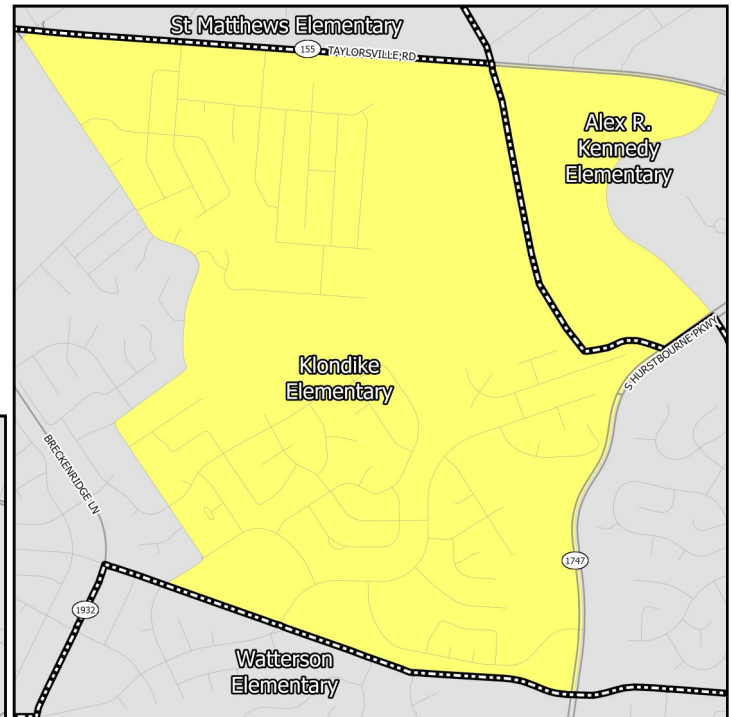 St Matthews Elementary
155
TAYLORSVILLE RD
Alex R.
Kennedy
Elementary
S HURSTBOURNE PKWY
Klondike
Elementary
BRECKENRIDGE LN
1747
1932
Watterson
Elementary